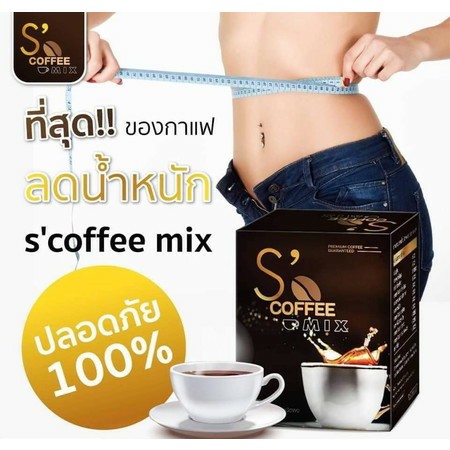 S'
COFFEE
MIX
ที่สุด!! ของกาแฟ
ลดน้ำหนัก
s'coffee mix
ปลอดภัย
100%
PREMIUM COFFEE
GUARANTEED
S'
COFFEE
MIX